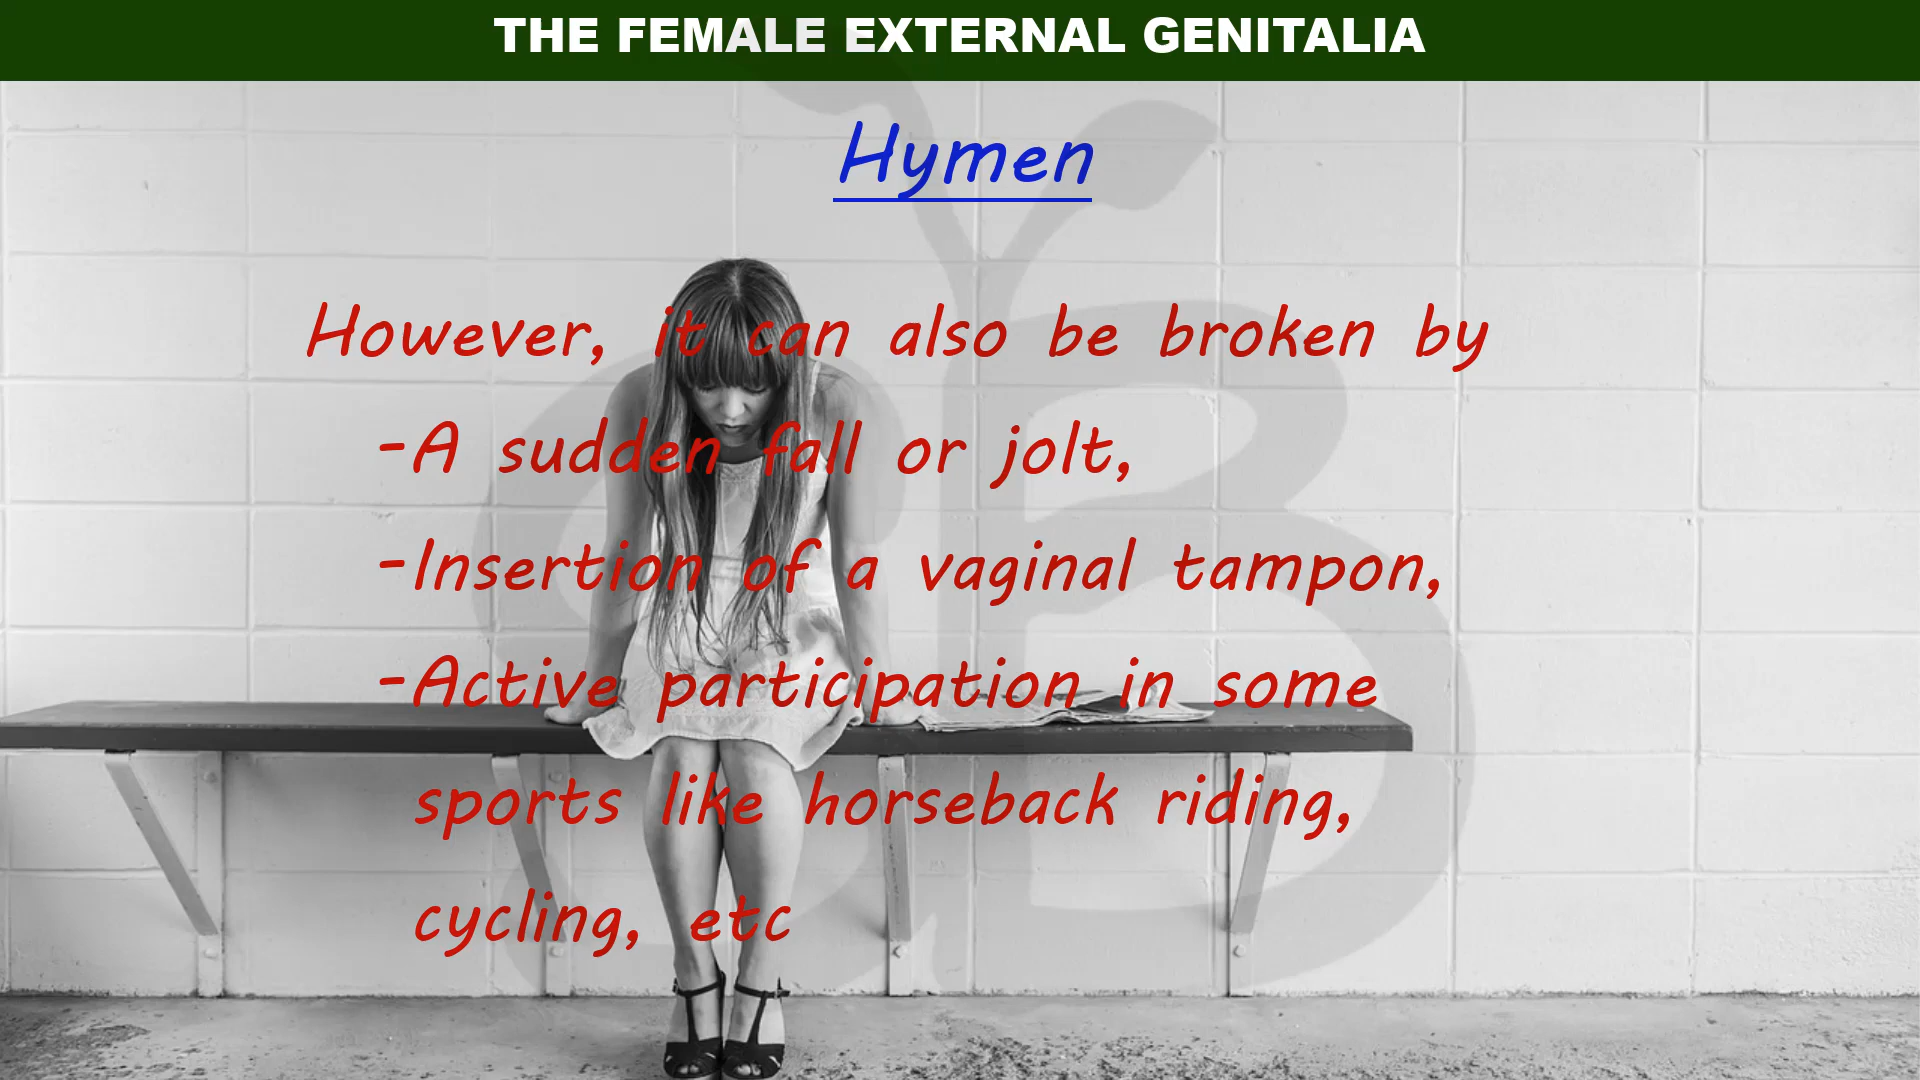 THE FEMALE EXTERNAL GENITALIA
Hymen
However, it can also be broken by
-A sudden fall or jolt,
-Insertion of a vaginal tampon,
-Active participation in some
sports like horseback riding,
cycling, etc